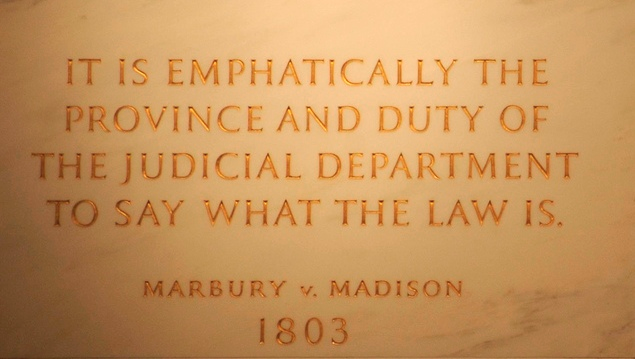 IT IS EMPHATICALLY THE
PROVINCE AND DUTY OF
THE JUDICIAL DEPARTMENT
TO SAY WHAT THE LAW IS.
MARBURY v. MADISON
1803